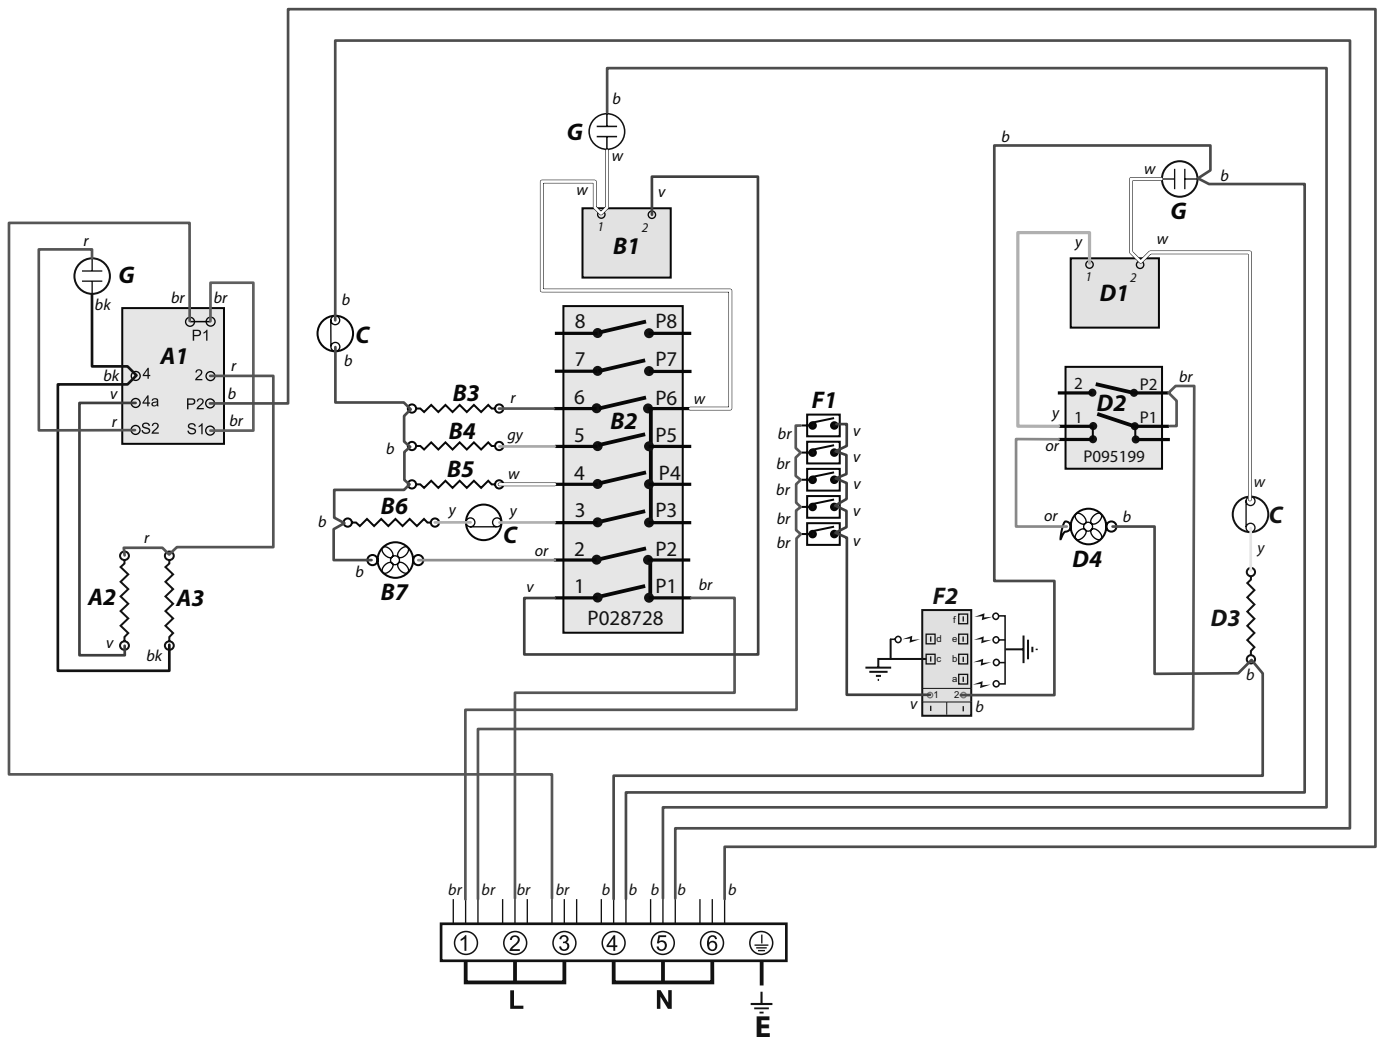 b
G
w
w
v
1
2
B1
b
b
w
G
b
y
w
1
2
D1
r
G
bk
br
br
P1
A1
bk
4
2
r
v
4a
P2
b
r
S2
S1
br
b
C
b
8
P8
7
P7
B3
r
6
P6
w
B2
B4
gy
5
P5
b
B5
w
4
P4
B6
y
y
3
P3
b
C
or
2
P2
b
B7
v
1
P1
br
P028728
F1
br
v
br
v
br
v
br
v
br
v
2
P2
br
D2
y
1
P1
or
P095199
w
C
or
b
D4
y
D3
b
r
A2
A3
v
bk
F2
f
d
e
c
b
a
1
2
v
b
br
br
br
b
b
b
b
b
1
2
3
4
5
6
L
N
E